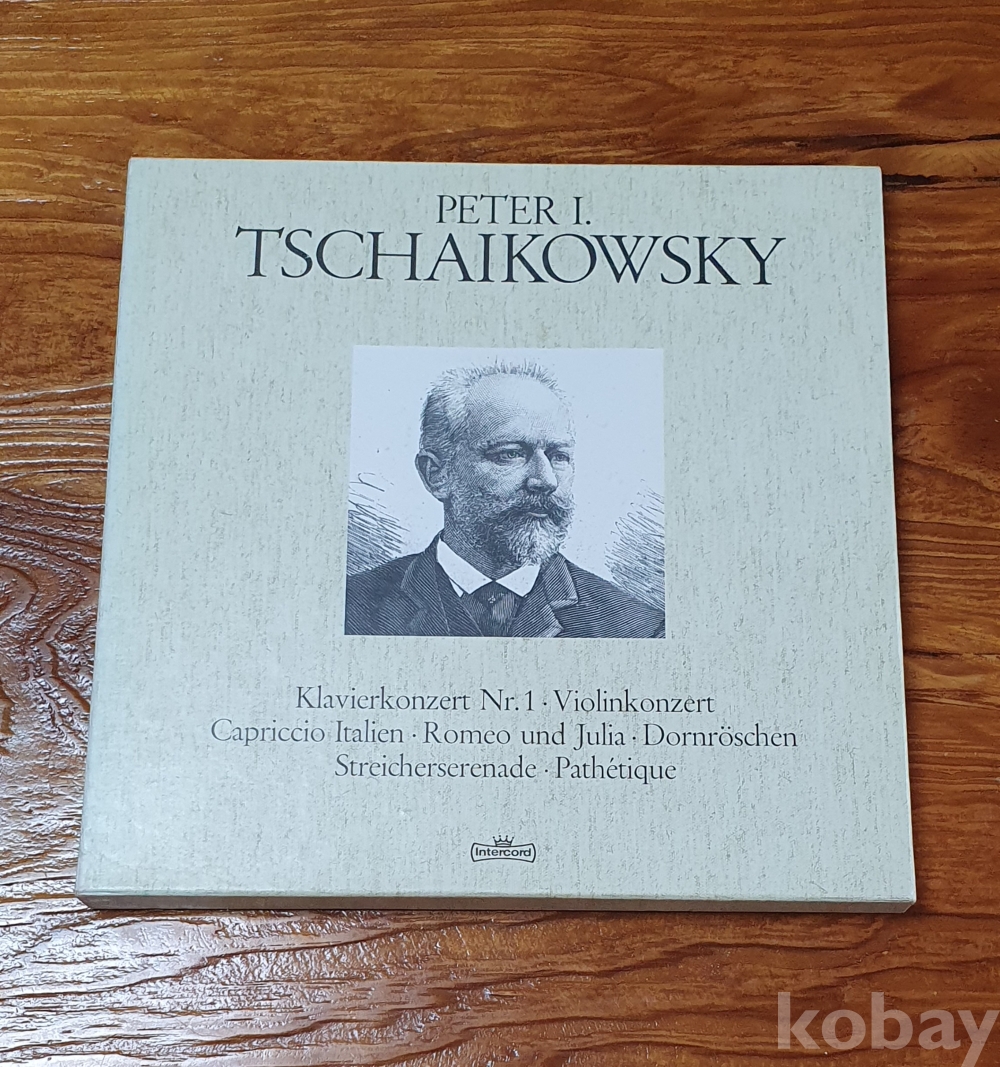 PETER I.
TSCHAIKOWSKY
Klavierkonzert Nr. 1 · Violinkonzert
Capriccio Italien · Romeo und Julia · Dornröschen
Streicherserenade · Pathétique
Intercord
kobay